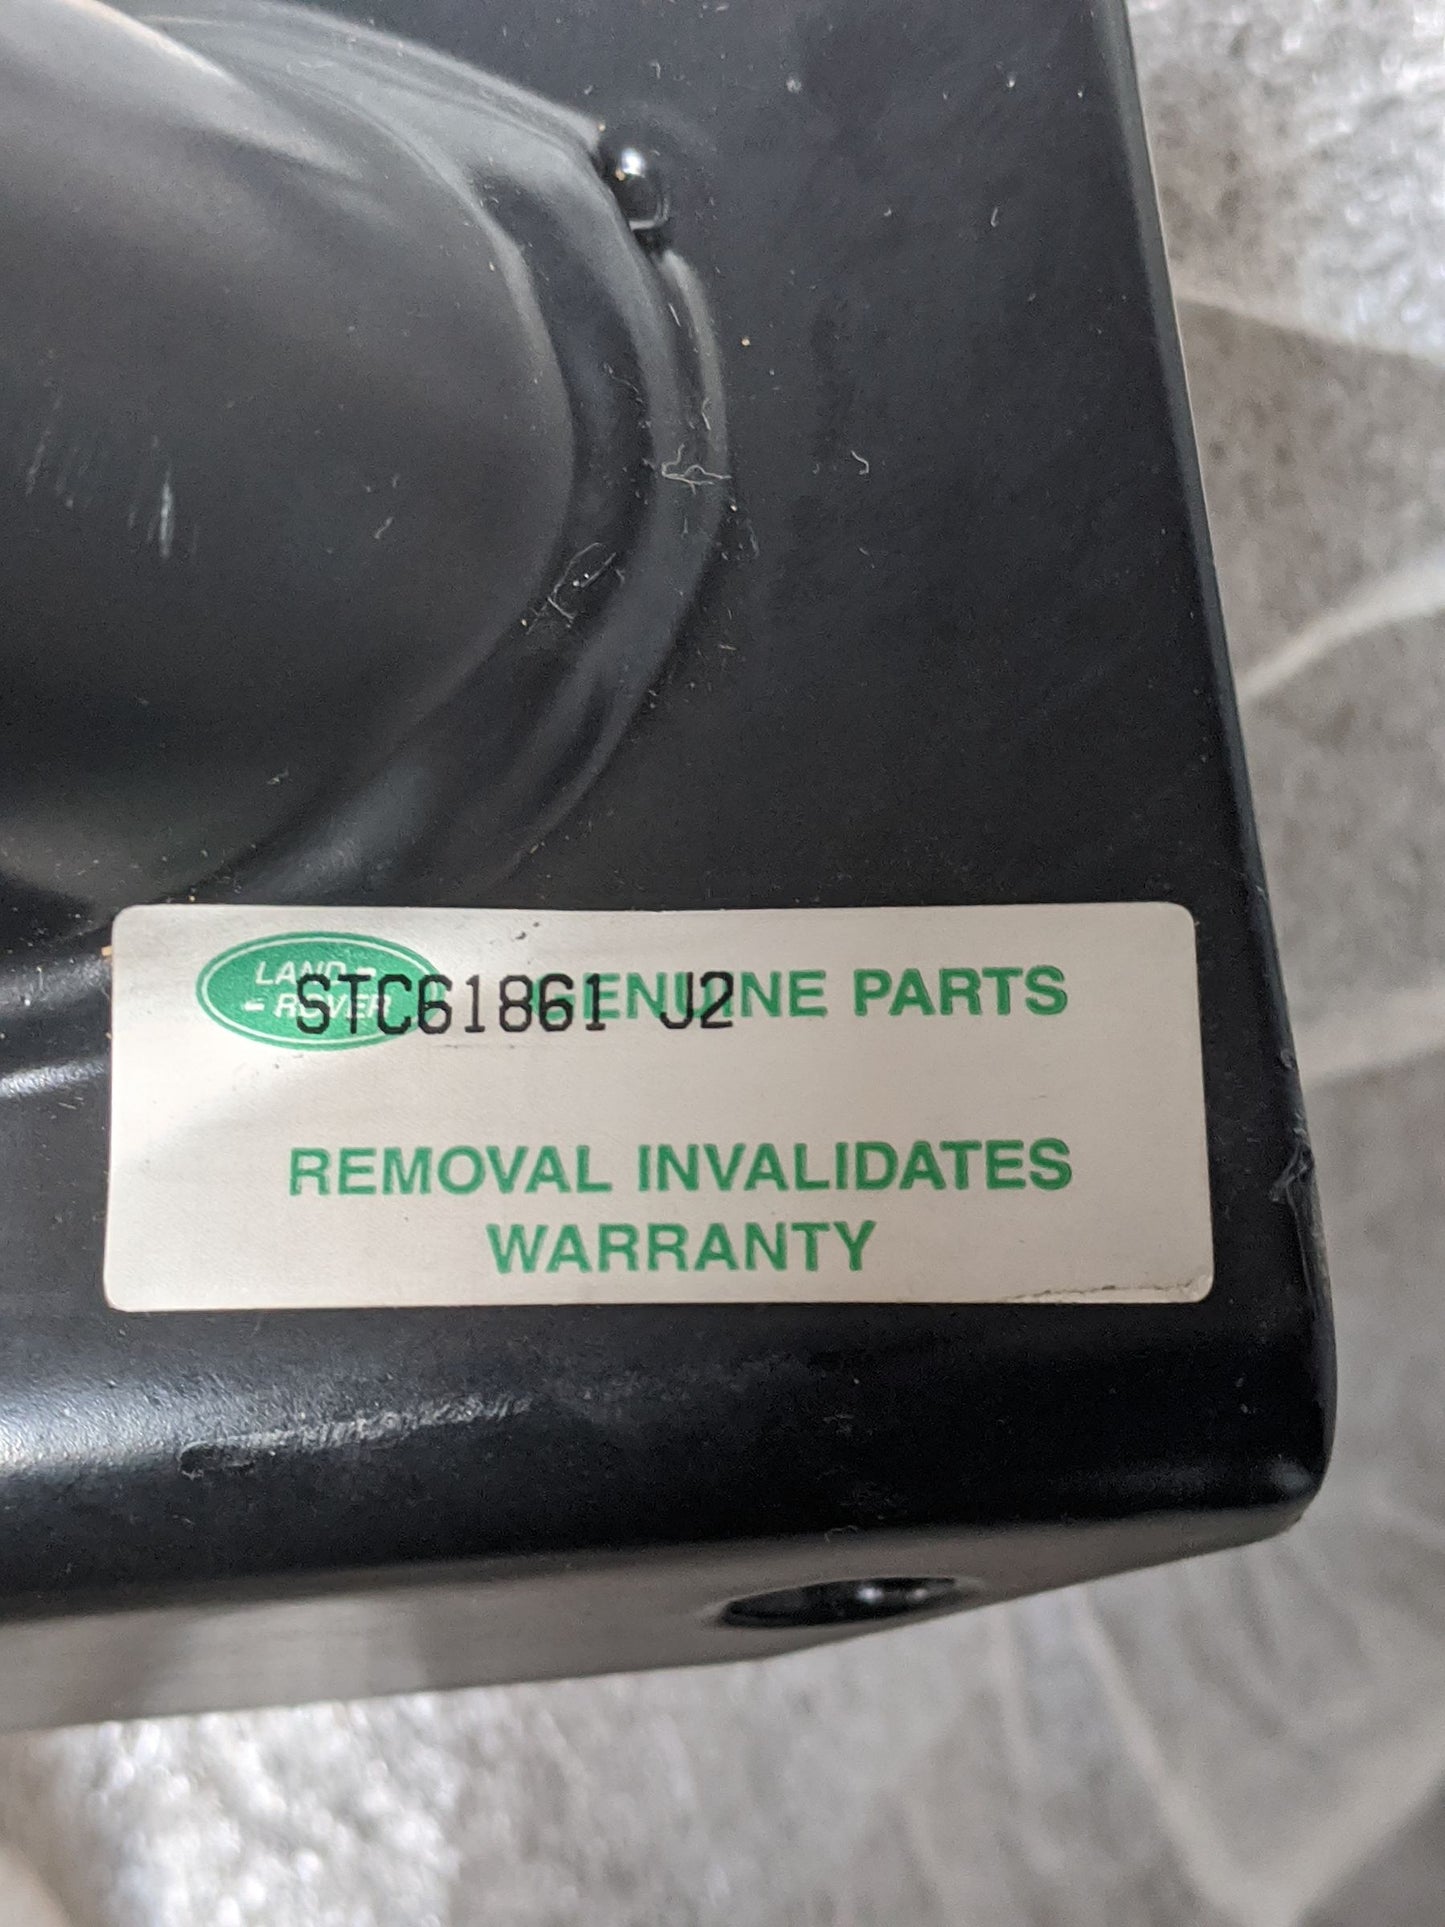 LAND -
- ROVER
GENUINE PARTS
STC61861 J2
REMOVAL INVALIDATES
WARRANTY